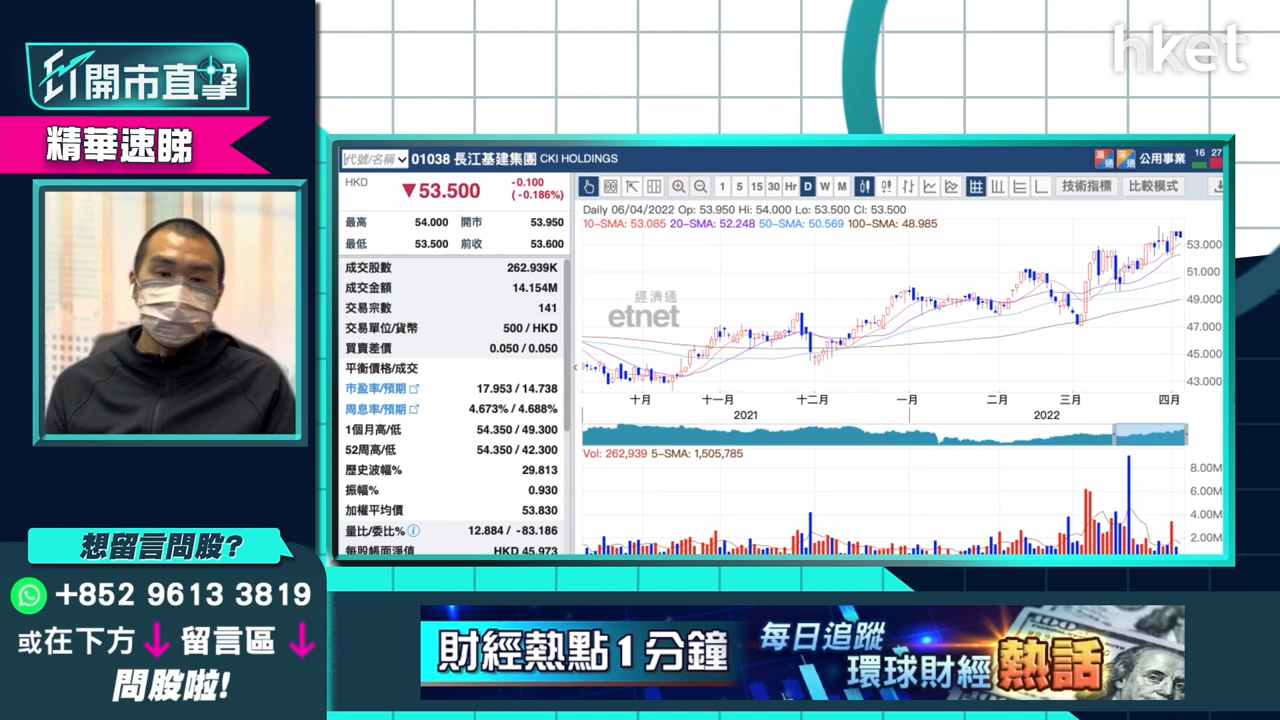 hket
ET開市直擊
精華速睇
代號/名稱
01038 長江基建集團 CKI HOLDINGS
滬通
深通
公用事業
16 27
HKD
▼53.500
-0.100
( -0.186%)
最高 54.000 開市 53.950
最低 53.500 前收 53.600
成交股數 262.939K
成交金額 14.154M
交易宗數 141
交易單位/貨幣 500 / HKD
買賣差價 0.050 / 0.050
平衡價格/成交
市盈率/預期 17.953 / 14.738
周息率/預期 4.673% / 4.688%
1個月高/低 54.350 / 49.300
52周高/低 54.350 / 42.300
歷史波幅% 29.813
振幅% 0.930
加權平均價 53.830
量比/委比% 12.884 / -83.186
每股帳面淨值 HKD 45.973
1 5 15 30 Hr D W M
技術指標 比較模式
Daily 06/04/2022 Op: 53.950 Hi: 54.000 Lo: 53.500 Cl: 53.500
10-SMA: 53.085 20-SMA: 52.248 50-SMA: 50.569 100-SMA: 48.985
53.000
51.000
49.000
47.000
45.000
43.000
經濟通
etnet
十月 十一月 十二月 一月 二月 三月 四月
2021 2022
Vol: 262,939 5-SMA: 1,505,785
8.00M
6.00M
4.00M
2.00M
想留言問股?
+852 9613 3819
或在下方↓留言區↓
問股啦!
財經熱點1分鐘
每日追蹤
環球財經熱話